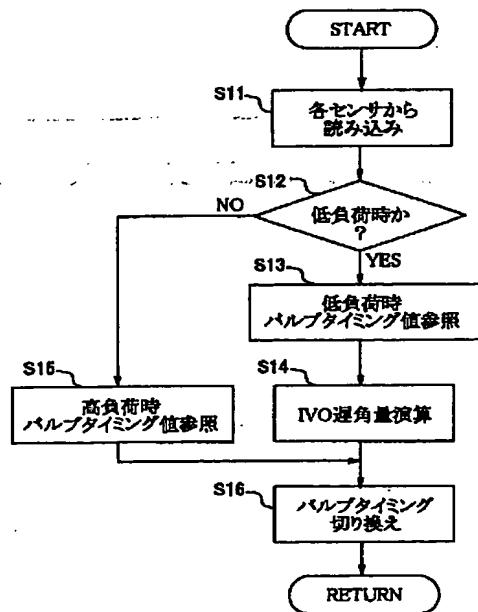 START
S11
各センサから
読み込み
S12
低負荷時か
?
NO
YES
S13
低負荷時
バルブタイミング値参照
S15
高負荷時
バルブタイミング値参照
S14
IVO遅角量演算
S16
バルブタイミング
切り換え
RETURN